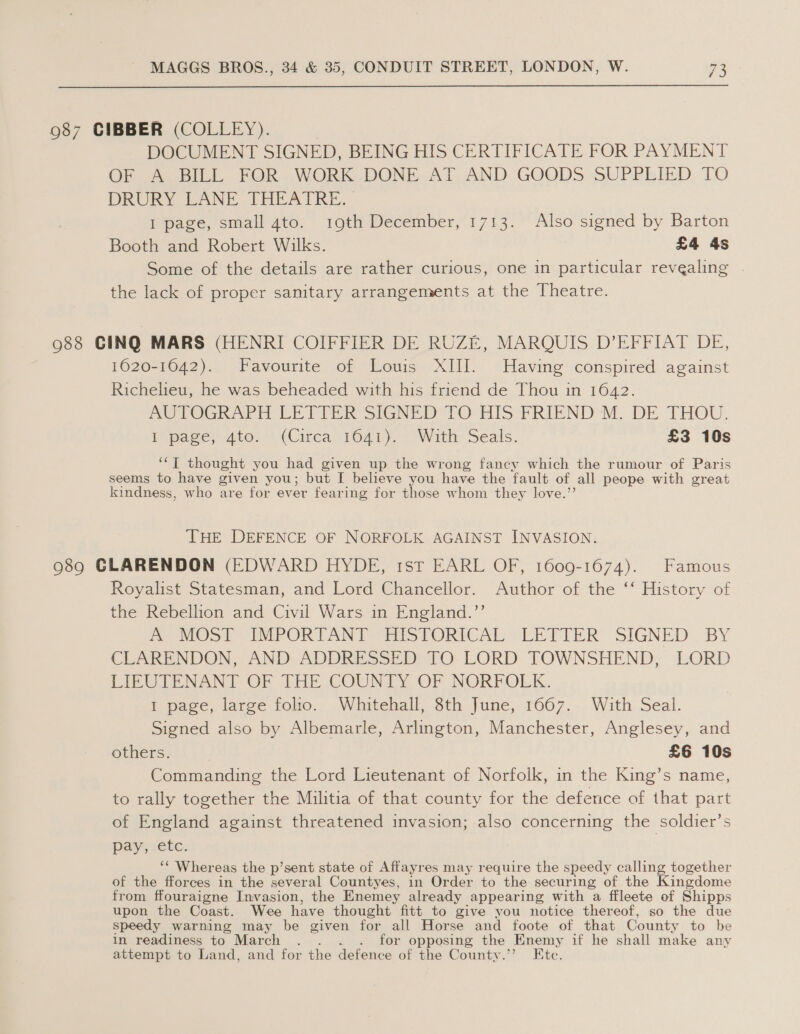 MAGGS BROS., 34 & 35, CONDUIT STREET, LONDON, W. 73
987 CIBBER (COLLEY).
DOCUMENT SIGNED, BEING HIS CERTIFICATE FOR PAYMENT
OF A BILL FOR WORK DONE AT AND GOODS SUPPLIED TO
DRURY LANE THEATRE.
1 page, small 4to. 19th December, 1713. Also signed by Barton
Booth and Robert Wilks. £4 4s
Some of the details are rather curious, one in particular revealing
the lack of proper sanitary arrangements at the Theatre.
988 CINQ MARS (HENRI COIFFIER DE RUZÉ, MARQUIS D'EFFIAT DE,
1620-1642). Favourite of Louis XIII. Having conspired against
Richelieu, he was beheaded with his friend de Thou in 1642.
AUTOGRAPH LETTER SIGNED TO HIS FRIEND M. DE THOU.
1 page, 4to. (Circa 1641). With Seals. £3 10s
“I thought you had given up the wrong fancy which the rumour of Paris
seems to have given you; but I believe you have the fault of all peope with great
kindness, who are for ever fearing for those whom they love.”
THE DEFENCE OF NORFOLK AGAINST INVASION.
989 CLARENDON (EDWARD HYDE, 1ST EARL OF, 1609-1674). Famous
Royalist Statesman, and Lord Chancellor. Author of the “ History of
the Rebellion and Civil Wars in England.”
A MOST IMPORTANT HISTORICAL LETTER SIGNED BY
CLARENDON, AND ADDRESSED TO LORD TOWNSHEND, LORD
LIEUTENANT OF THE COUNTY OF NORFOLK.
1 page, large folio. Whitehall, 8th June, 1667. With Seal.
Signed also by Albemarle, Arlington, Manchester, Anglesey, and
others. £6 10s
Commanding the Lord Lieutenant of Norfolk, in the King's name,
to rally together the Militia of that county for the defence of that part
of England against threatened invasion; also concerning the soldier's
pay, etc.
“ Whereas the p'sent state of Affayres may require the speedy calling together
of the fforces in the several Countyes, in Order to the securing of the Kingdome
from ffouraigne Invasion, the Enemey already appearing with a ffleete of Shipps
upon the Coast. Wee have thought fitt to give you notice thereof, so the due
speedy warning may be given for all Horse and foote of that County to be
in readiness to March . . . . for opposing the Enemy if he shall make any
attempt to Land, and for the defence of the County.” Etc.